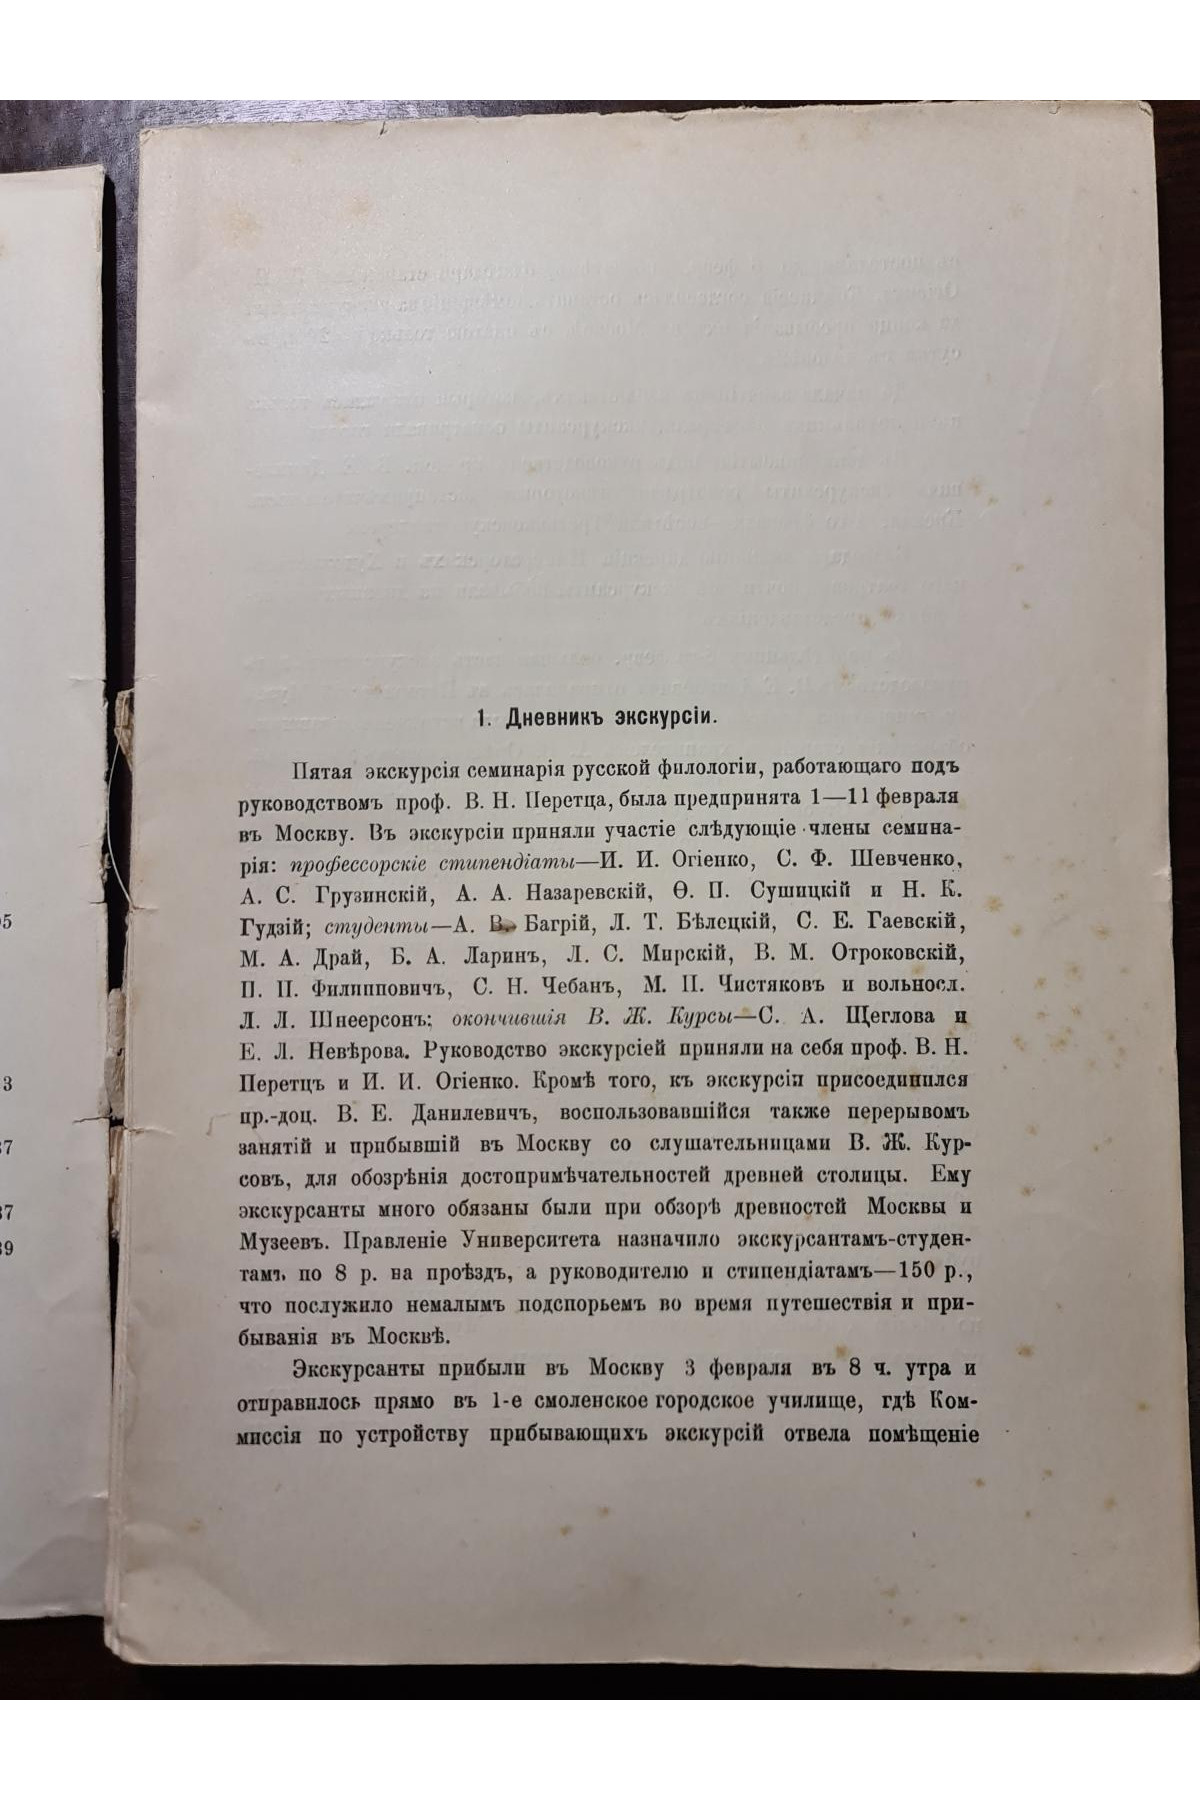 1. Дневникъ экскурсіи.
Пятая экскурсія семинарія русской филологіи, работающаго подъ
руководствомъ проф. В. Н. Перетца, была предпринята 1—11 февраля
въ Москву. Въ экскурсіи приняли участіе слѣдующіе члены семина-
рія: профессорскіе стипендіаты—И. И. Огіенко, С. Ф. Шевченко,
А. С. Грузинскій, А. А. Назаревскій, Ѳ. П. Сушицкій и Н. К.
Гудзій; студенты—А. В. Багрій, Л. Т. Бѣлецкій, С. Е. Гаевскій,
М. А. Драй, Б. А. Ларинъ, Л. С. Мирскій, В. М. Отроковскій,
П. П. Филипповичъ, С. Н. Чебанъ, М. П. Чистяковъ и вольносл.
Л. Л. Шнеерсонъ; окончившія В. Ж. Курсы—С. А. Щеглова и
Е. Л. Невѣрова. Руководство экскурсіей приняли на себя проф. В. Н.
Перетцъ и И. И. Огіенко. Кромѣ того, къ экскурсіи присоединился
пр.-доц. В. Е. Данилевичъ, воспользовавшійся также перерывомъ
занятій и прибывшій въ Москву со слушательницами В. Ж. Кур-
совъ, для обозрѣнія достопримѣчательностей древней столицы. Ему
экскурсанты много обязаны были при обзорѣ древностей Москвы и
Музеевъ. Правленіе Университета назначило экскурсантамъ-студен-
тамъ по 8 р. на проѣздъ, а руководителю и стипендіатамъ—150 р.,
что послужило немалымъ подспорьемъ во время путешествія и при-
быванія въ Москвѣ.
Экскурсанты прибыли въ Москву 3 февраля въ 8 ч. утра и
отправилось прямо въ 1-е смоленское городское училище, гдѣ Ком-
миссія по устройству прибывающихъ экскурсій отвела помѣщеніе
95
3
37
37
39